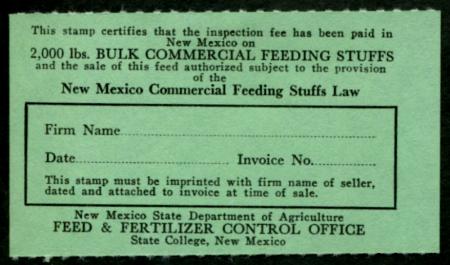 This stamp certifies that the inspection fee has been paid in
New Mexico on
2,000 lbs. BULK COMMERCIAL FEEDING STUFFS
and the sale of this feed authorized subject to the provision
of the
New Mexico Commercial Feeding Stuffs Law
Firm Name
Date Invoice No.
This stamp must be imprinted with firm name of seller,
dated and attached to invoice at time of sale.
New Mexico State Department of Agriculture
FEED & FERTILIZER CONTROL OFFICE
State College, New Mexico